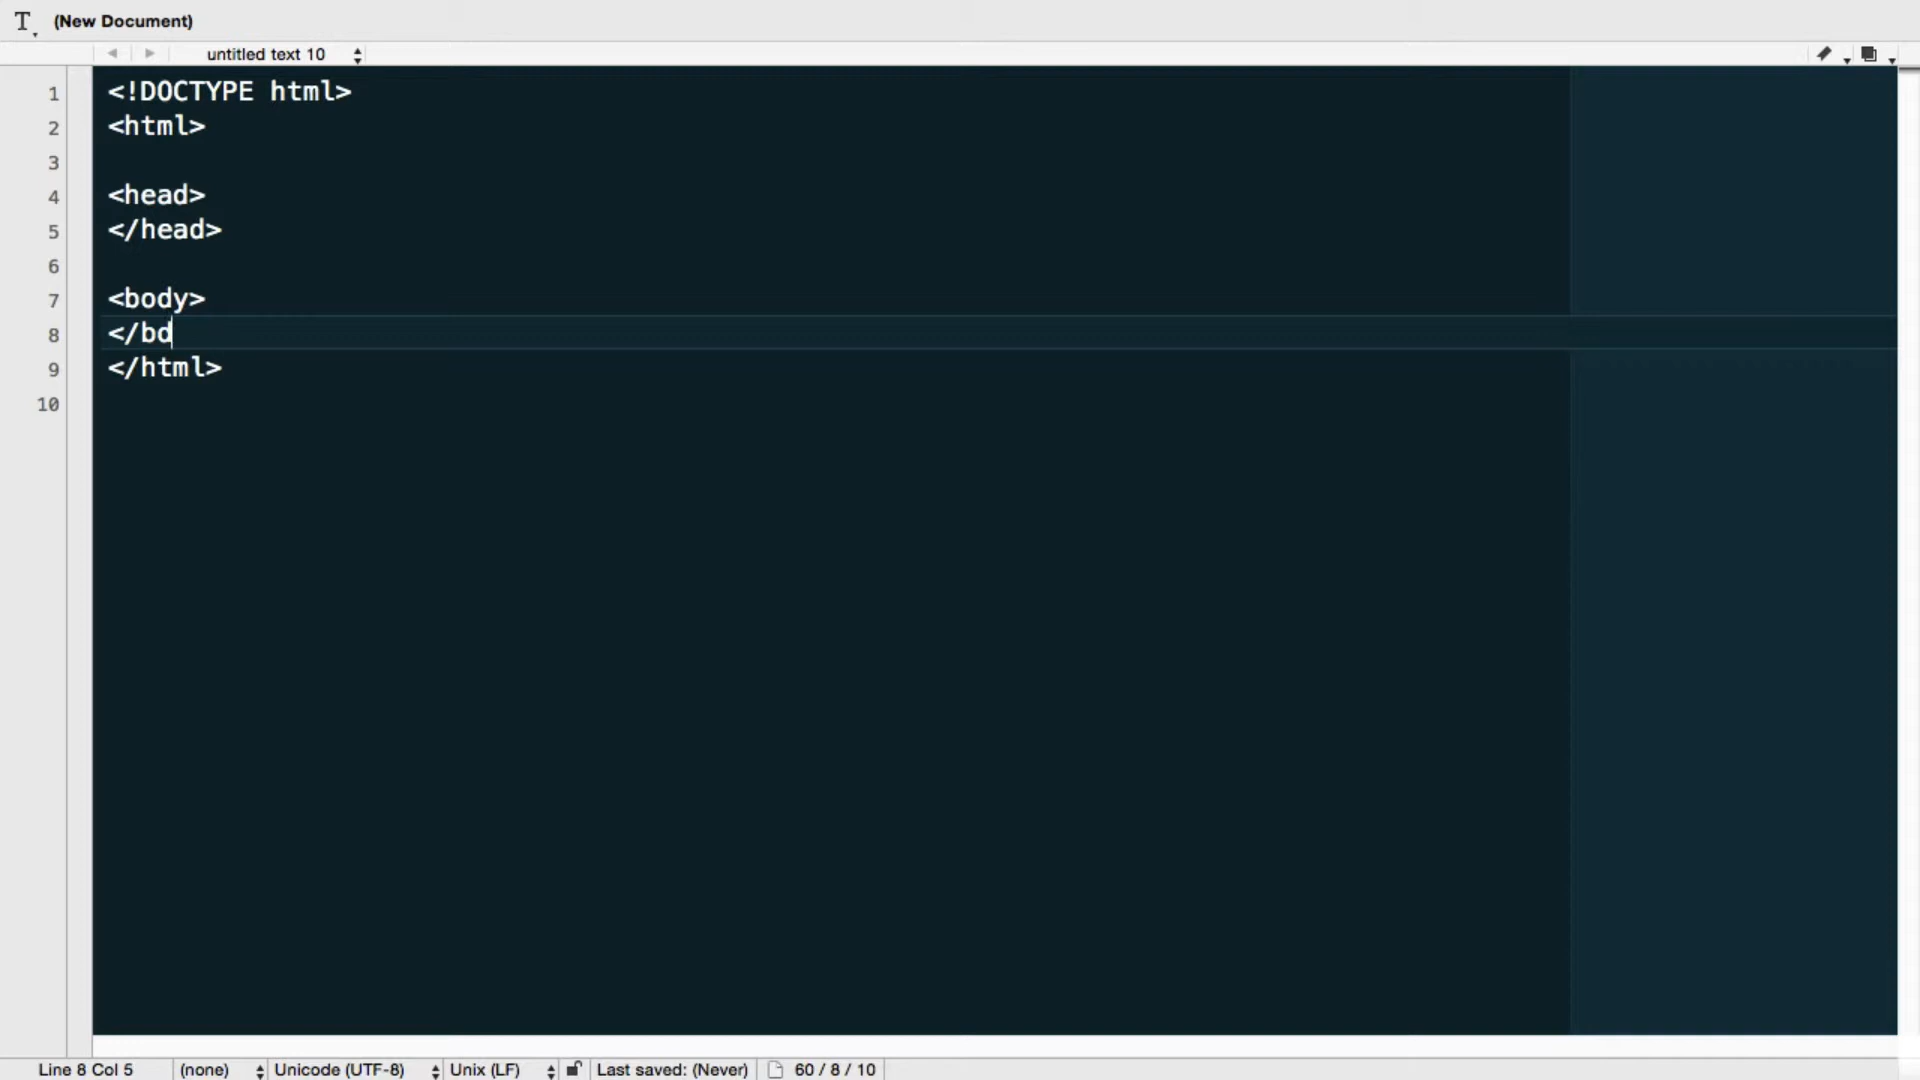 T (New Document)
untitled text 10
1 <!DOCTYPE html>
2 <html>
3
4 <head>
5 </head>
6
7 <body>
8 </bd
9 </html>
10
Line 8 Col 5 (none) Unicode (UTF-8) Unix (LF) Last saved: (Never) 60 / 8 / 10